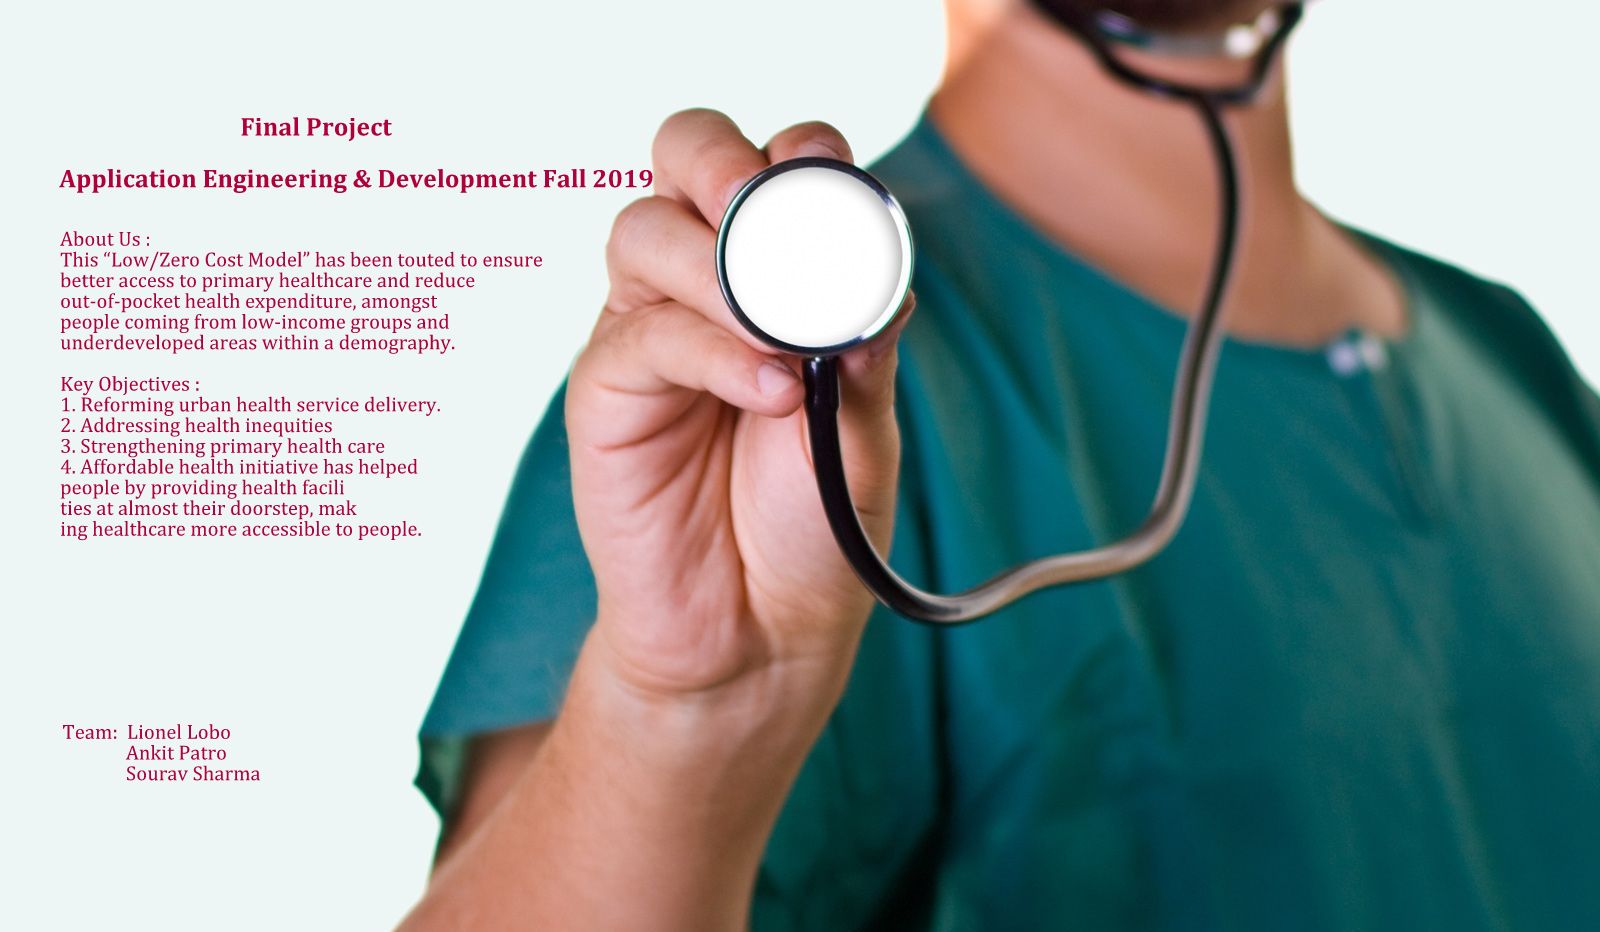 Final Project
Application Engineering & Development Fall 2019
About Us :
This “Low/Zero Cost Model” has been touted to ensure
better access to primary healthcare and reduce
out-of-pocket health expenditure, amongst
people coming from low-income groups and
underdeveloped areas within a demography.
Key Objectives :
1. Reforming urban health service delivery.
2. Addressing health inequities
3. Strengthening primary health care
4. Affordable health initiative has helped
people by providing health facili
ties at almost their doorstep, mak
ing healthcare more accessible to people.
Team: Lionel Lobo
Ankit Patro
Sourav Sharma